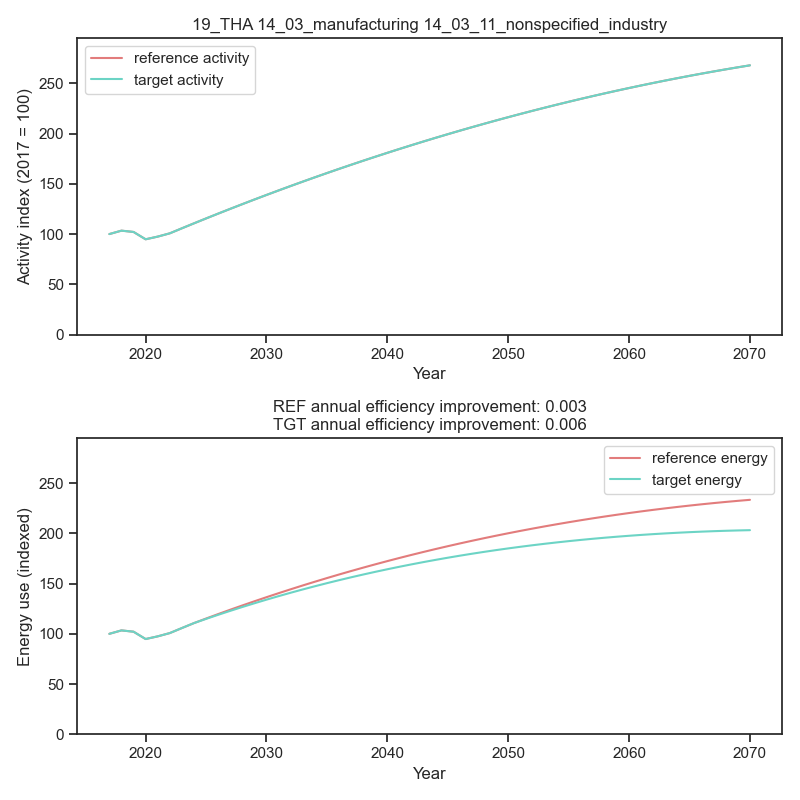 19_THA 14_03_manufacturing 14_03_11_nonspecified_industry
reference activity
target activity
Activity index (2017 = 100)
250
200
150
100
50
0
2020 2030 2040 2050 2060 2070
Year
REF annual efficiency improvement: 0.003
TGT annual efficiency improvement: 0.006
reference energy
target energy
Energy use (indexed)
250
200
150
100
50
0
2020 2030 2040 2050 2060 2070
Year